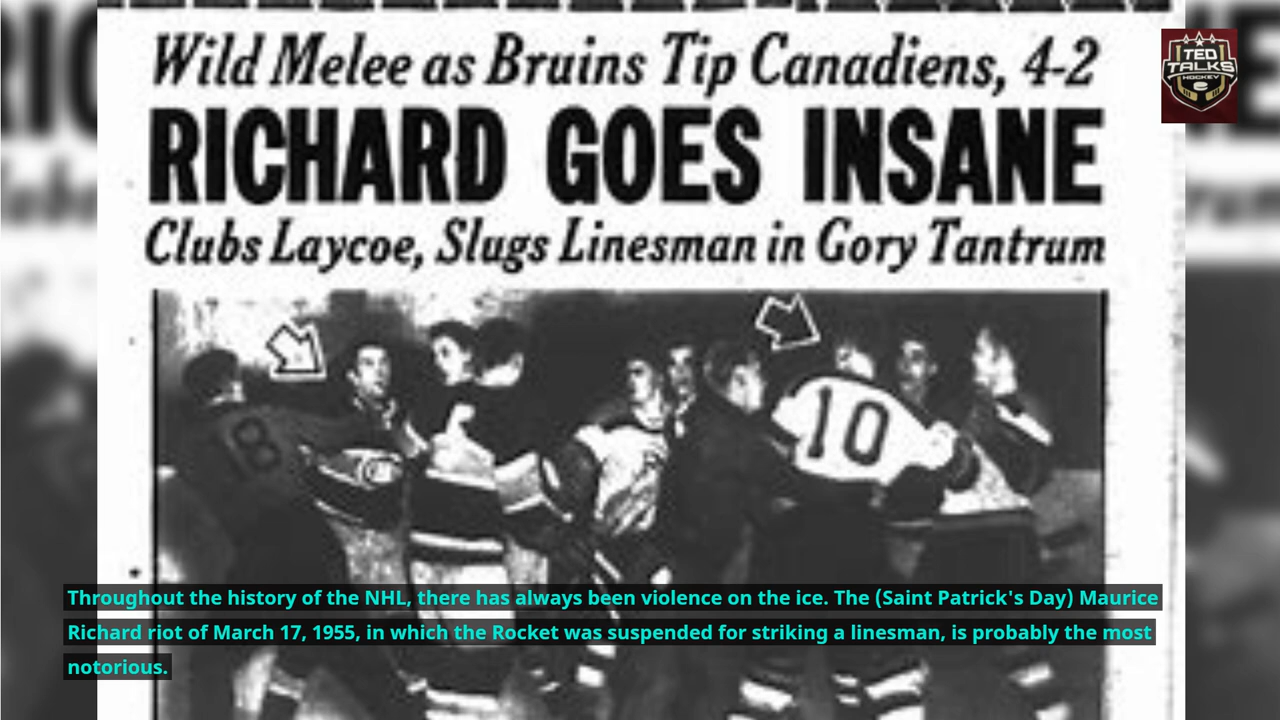 Wild Melee as Bruins Tip Canadiens, 4-2
TED
TALKS
HOCKEY
RICHARD GOES INSANE
Clubs Laycoe, Slugs Linesman in Gory Tantrum
18
10
Throughout the history of the NHL, there has always been violence on the ice. The (Saint Patrick's Day) Maurice
Richard riot of March 17, 1955, in which the Rocket was suspended for striking a linesman, is probably the most
notorious.